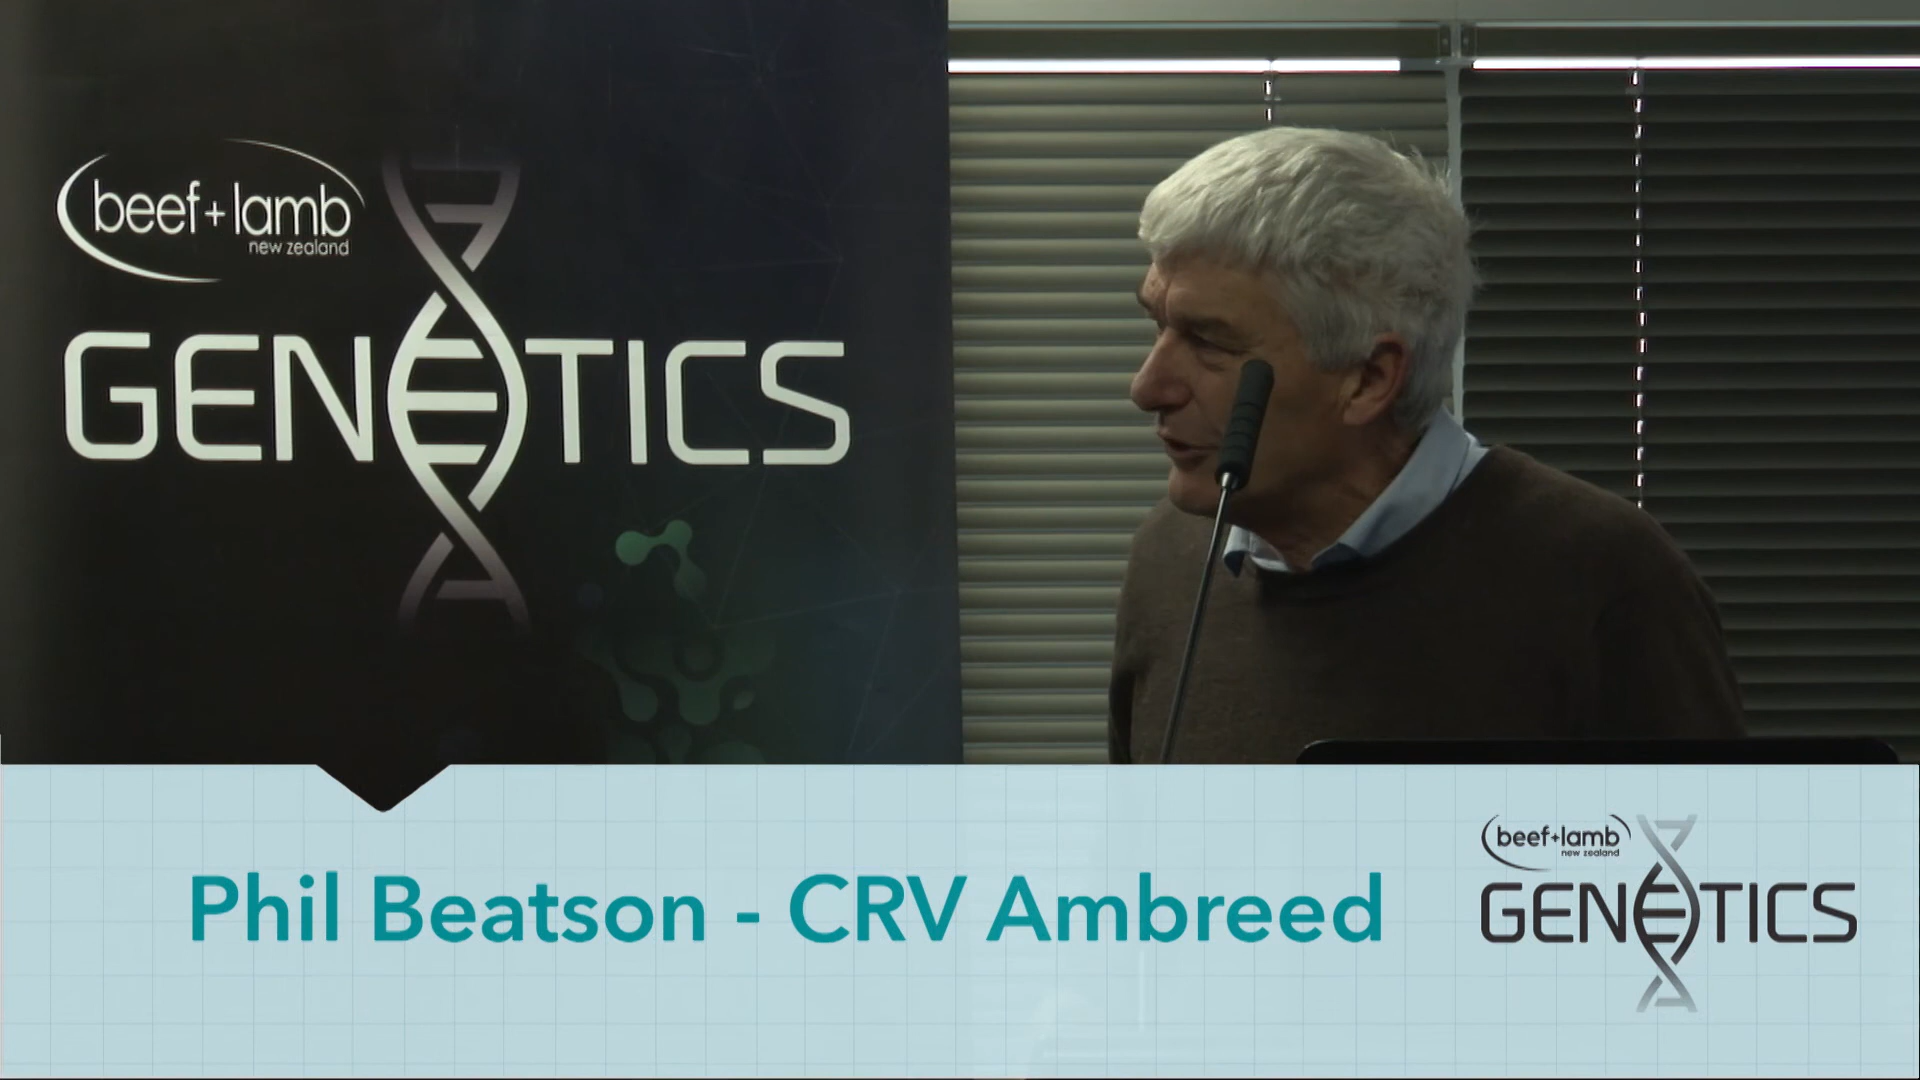 beef+lamb
new zealand
GENETICS
Phil Beatson - CRV Ambreed
beef+lamb
new zealand
GENETICS